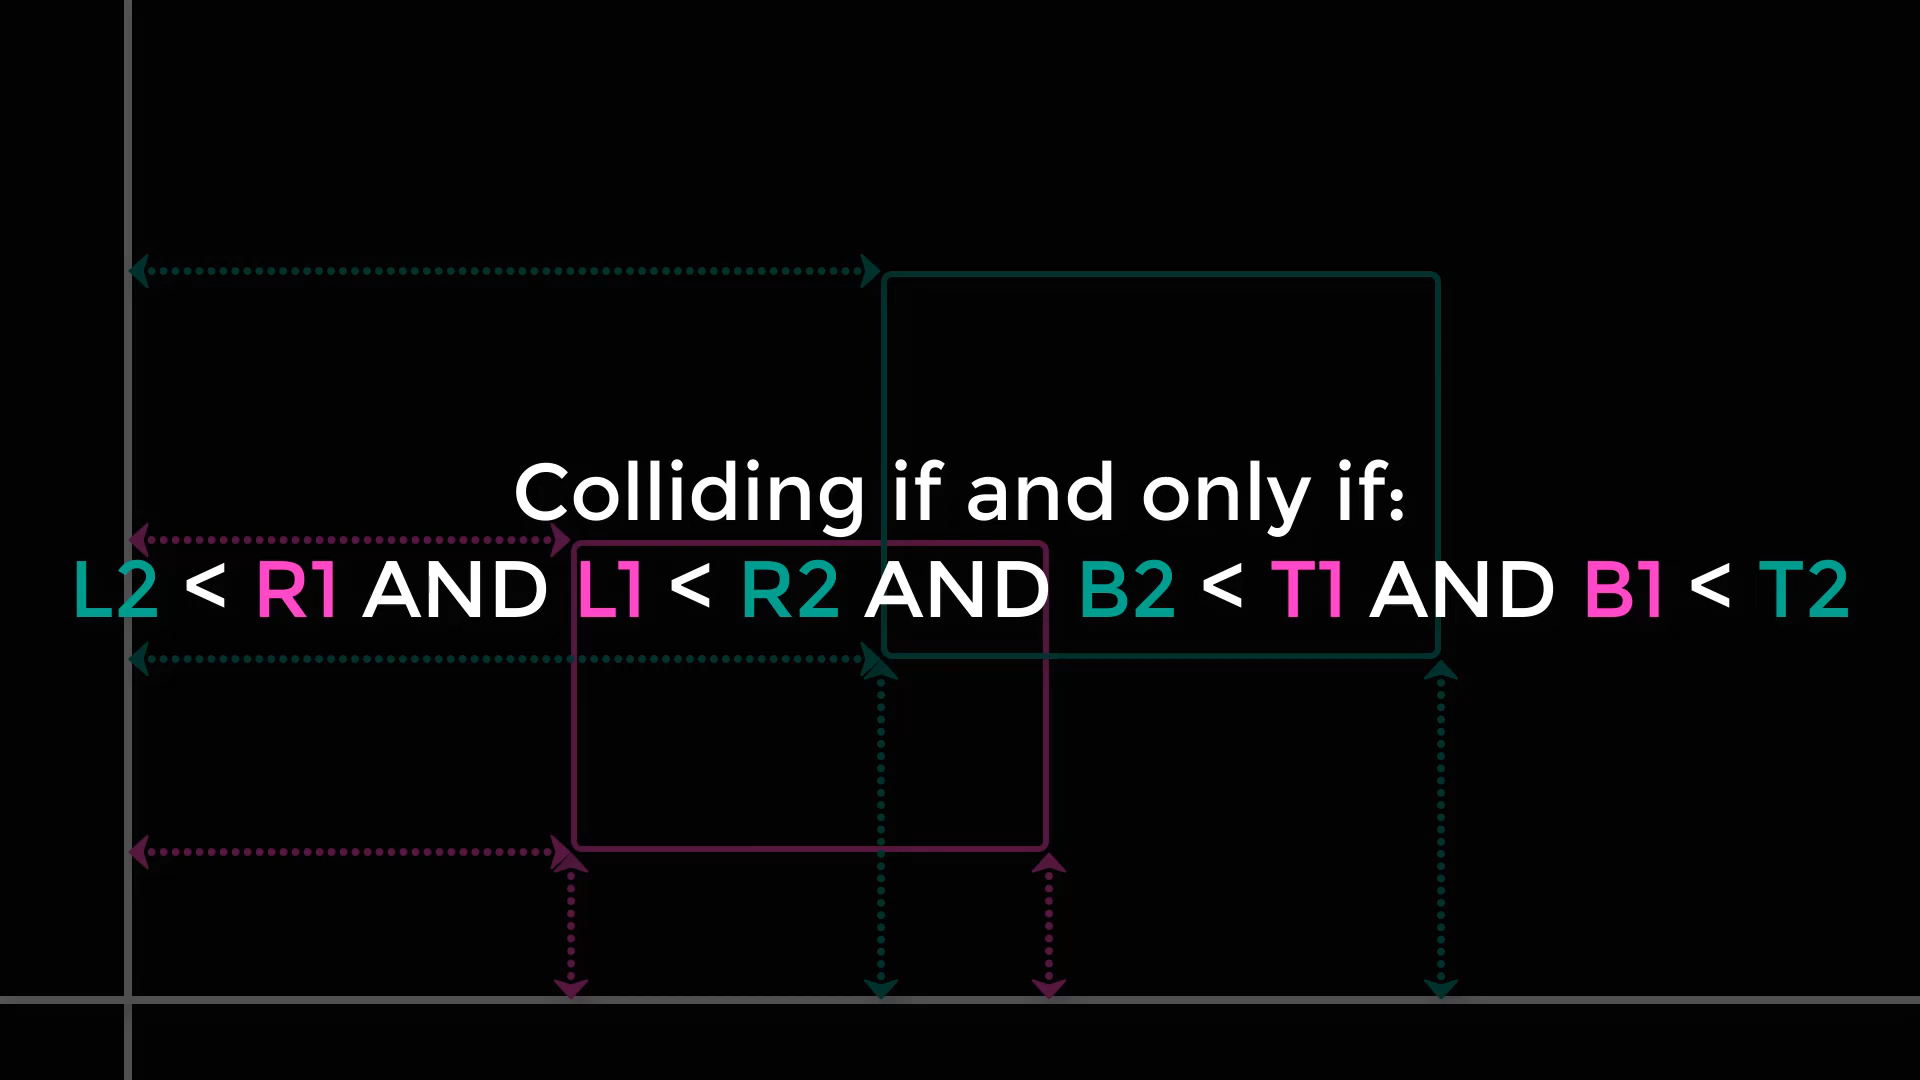 Colliding if and only if:
L2 < R1 AND L1 < R2 AND B2 < T1 AND B1 < T2